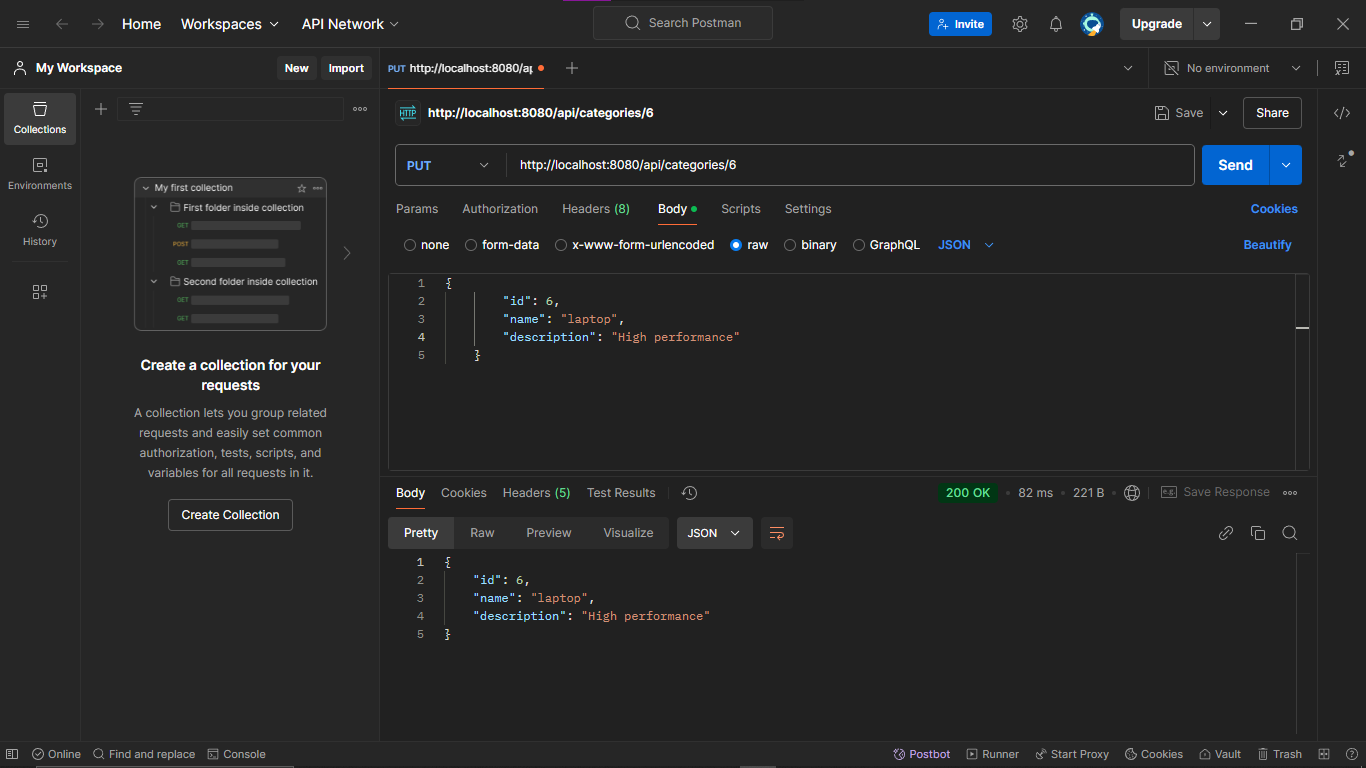 Home Workspaces API Network Search Postman Invite Upgrade
My Workspace New Import PUT http://localhost:8080/ap No environment
Collections
Environments
History
My first collection
First folder inside collection
GET
POST
GET
Second folder inside collection
GET
GET
Create a collection for your
requests
A collection lets you group related
requests and easily set common
authorization, tests, scripts, and
variables for all requests in it.
Create Collection
HTTP http://localhost:8080/api/categories/6 Save Share
PUT http://localhost:8080/api/categories/6 Send
Params Authorization Headers (8) Body Scripts Settings Cookies
none form-data x-www-form-urlencoded raw binary GraphQL JSON Beautify
1 {
2 "id": 6,
3 "name": "laptop",
4 "description": "High performance"
5 }
Body Cookies Headers (5) Test Results 200 OK 82 ms 221 B e.g. Save Response
Pretty Raw Preview Visualize JSON
1 {
2 "id": 6,
3 "name": "laptop",
4 "description": "High performance"
5 }
Online Find and replace Console Postbot Runner Start Proxy Cookies Vault Trash